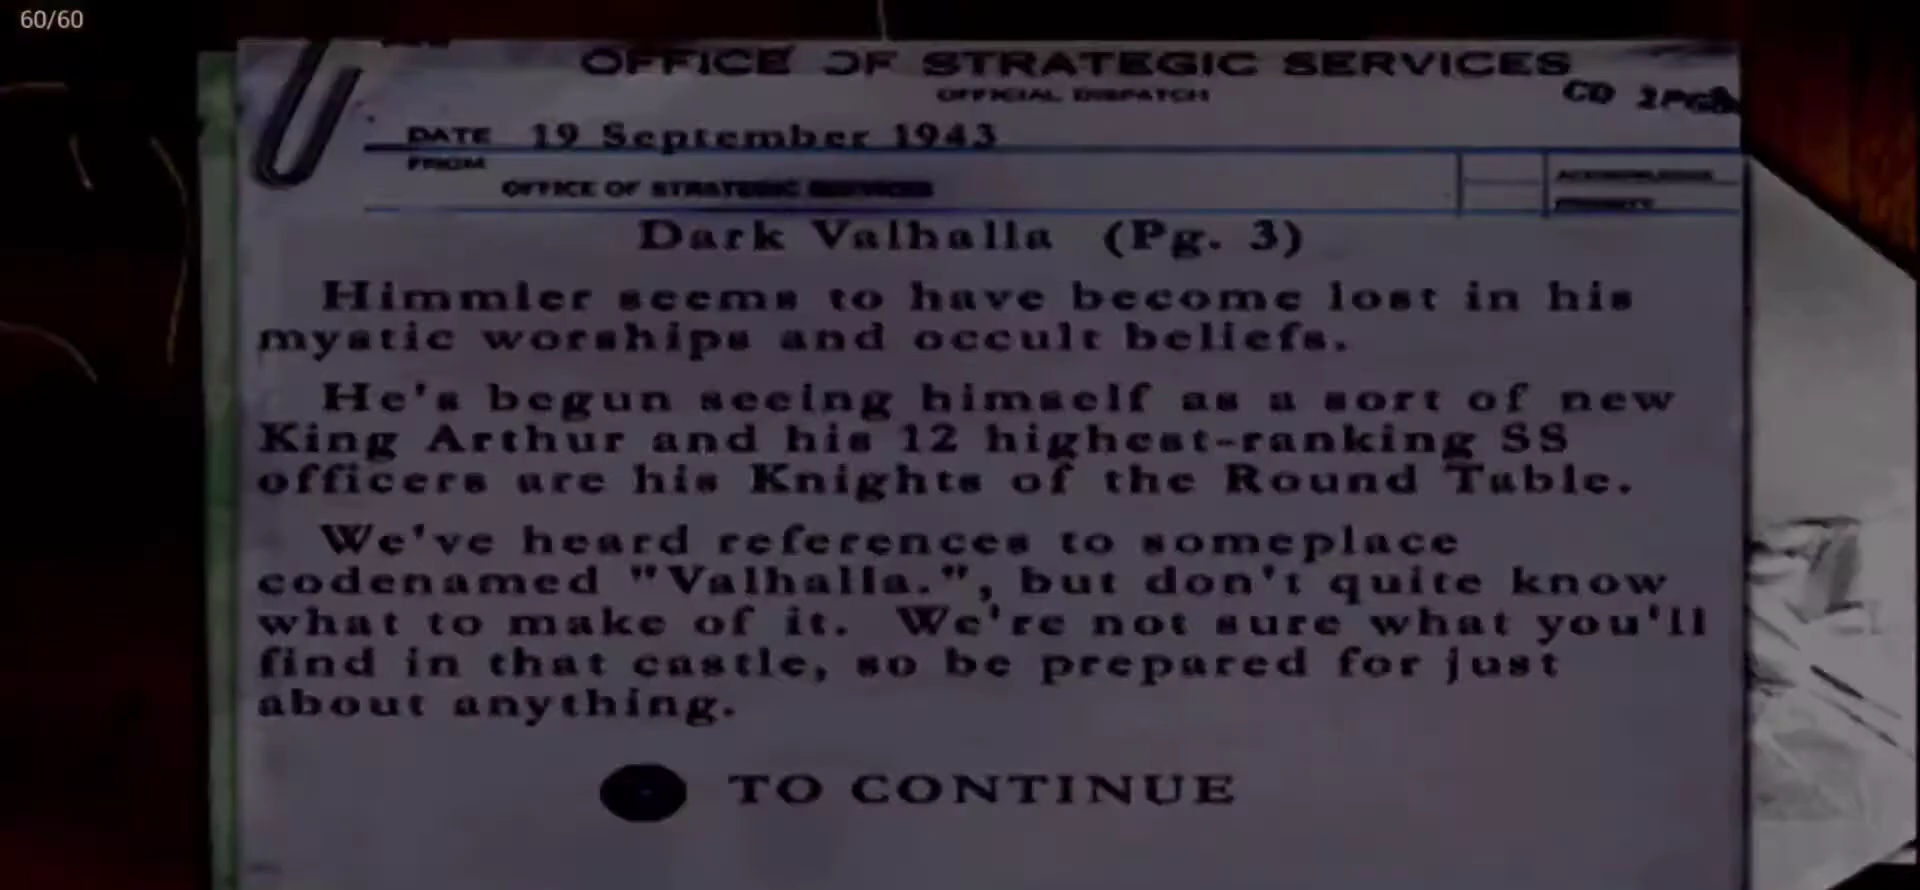 60/60
OFFICE OF STRATEGIC SERVICES
OFFICIAL DISPATCH
CD 2PGS
DATE 19 September 1943
FROM
OFFICE OF STRATEGIC SERVICES
ACKNOWLEDGE
PRIORITY
Dark Valhalla (Pg. 3)
Himmler seems to have become lost in his
mystic worships and occult beliefs.
He's begun seeing himself as a sort of new
King Arthur and his 12 highest-ranking SS
officers are his Knights of the Round Table.
We've heard references to someplace
codenamed "Valhalla.", but don't quite know
what to make of it. We're not sure what you'll
find in that castle, so be prepared for just
about anything.
TO CONTINUE